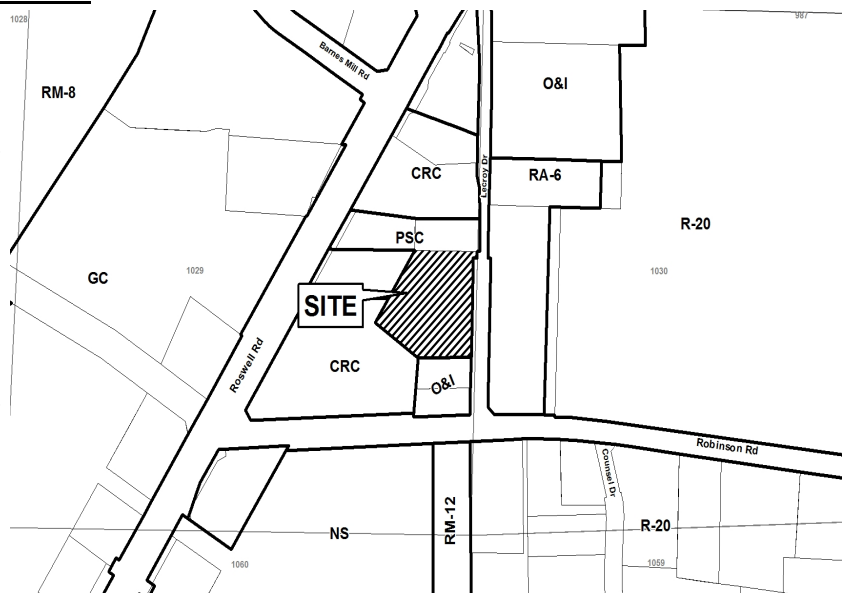 1028
987
Barnes Mill Rd
RM-8
O&I
CRC
Lecroy Dr
RA-6
R-20
PSC
GC
1029
1030
SITE
Roswell Rd
CRC
O&I
Robinson Rd
Counsel Dr
RM-12
R-20
NS
1060
1059